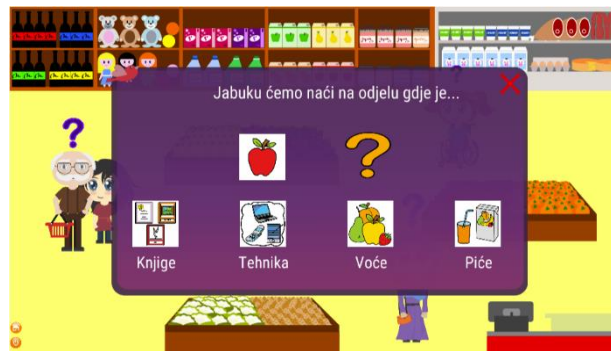 Jabuku ćemo naći na odjelu gdje je...
Knjige
Tehnika
Voće
Piće